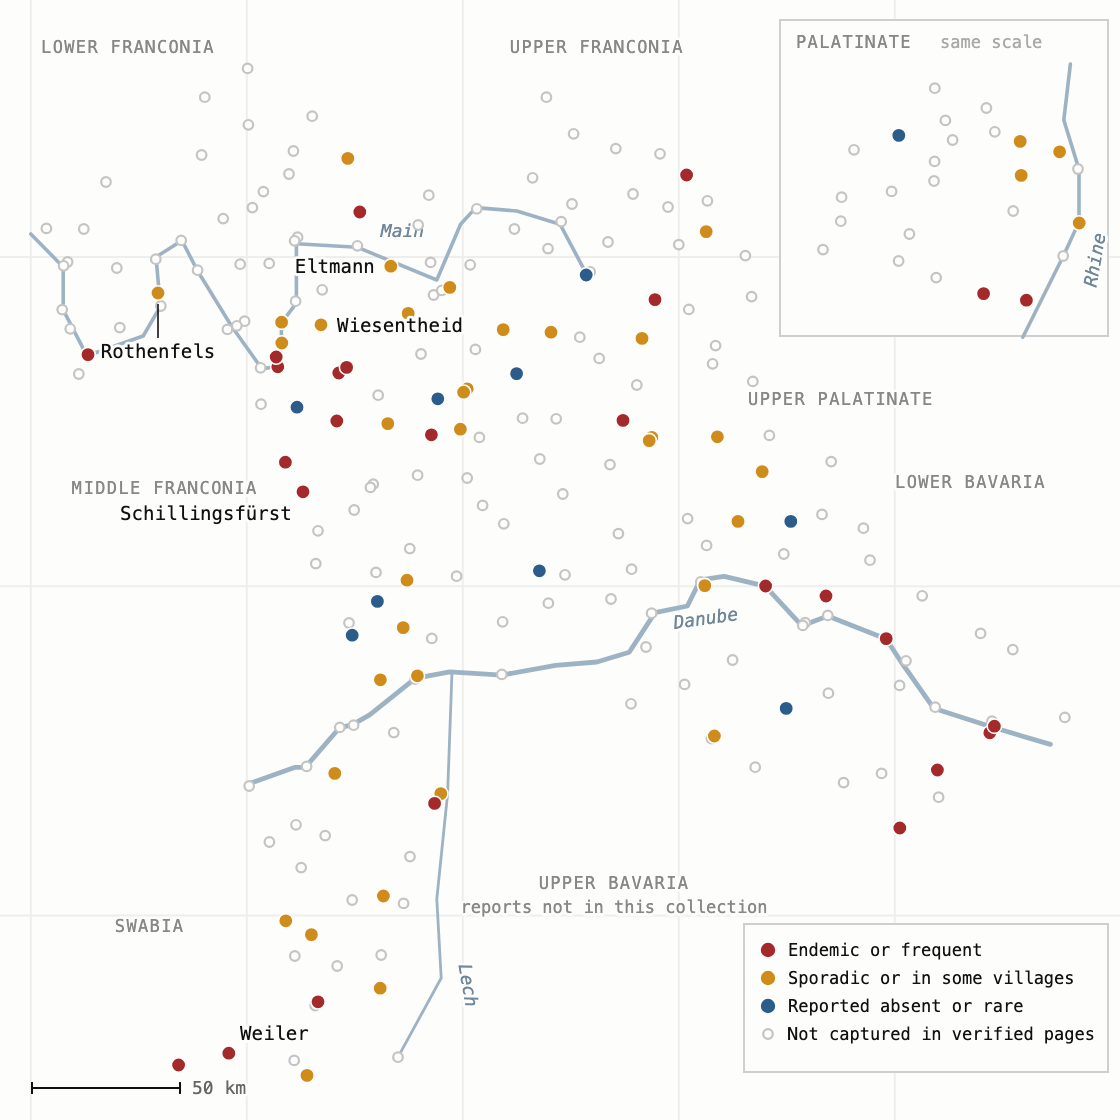 LOWER FRANCONIA
UPPER FRANCONIA
PALATINATE same scale
Main
Eltmann
Rhine
Wiesentheid
Rothenfels
UPPER PALATINATE
MIDDLE FRANCONIA
LOWER BAVARIA
Schillingsfürst
Danube
UPPER BAVARIA
reports not in this collection
SWABIA
Lech
Endemic or frequent
Sporadic or in some villages
Reported absent or rare
Not captured in verified pages
Weiler
50 km